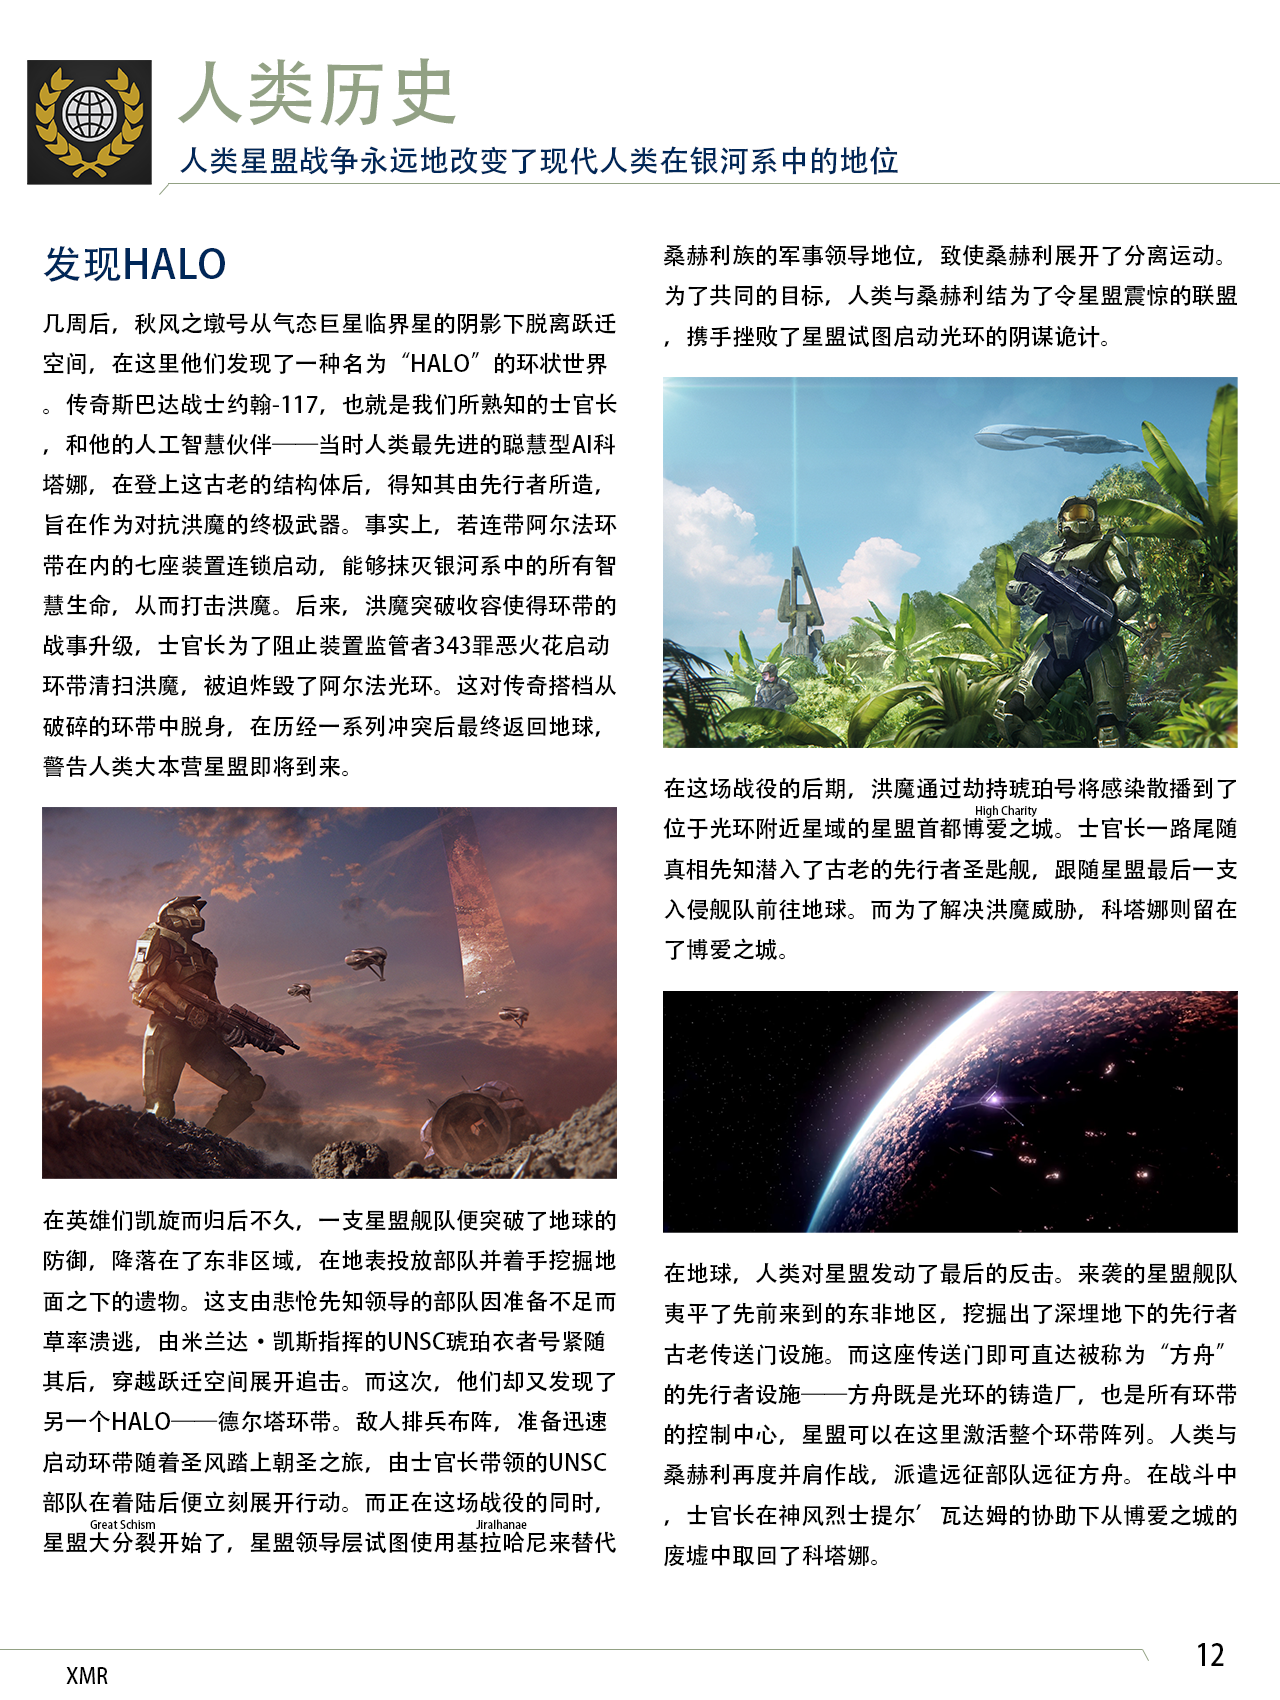 人类历史
人类星盟战争永远地改变了现代人类在银河系中的地位
发现HALO
几周后，秋风之墩号从气态巨星临界星的阴影下脱离跃迁
空间，在这里他们发现了一种名为“HALO”的环状世界
。传奇斯巴达战士约翰-117，也就是我们所熟知的士官长
，和他的人工智慧伙伴——当时人类最先进的聪慧型AI科
塔娜，在登上这古老的结构体后，得知其由先行者所造，
旨在作为对抗洪魔的终极武器。事实上，若连带阿尔法环
带在内的七座装置连锁启动，能够抹灭银河系中的所有智
慧生命，从而打击洪魔。后来，洪魔突破收容使得环带的
战事升级，士官长为了阻止装置监管者343罪恶火花启动
环带清扫洪魔，被迫炸毁了阿尔法光环。这对传奇搭档从
破碎的环带中脱身，在历经一系列冲突后最终返回地球，
警告人类大本营星盟即将到来。
在英雄们凯旋而归后不久，一支星盟舰队便突破了地球的
防御，降落在了东非区域，在地表投放部队并着手挖掘地
面之下的遗物。这支由悲怆先知领导的部队因准备不足而
草率溃逃，由米兰达·凯斯指挥的UNSC琥珀衣者号紧随
其后，穿越跃迁空间展开追击。而这次，他们却又发现了
另一个HALO——德尔塔环带。敌人排兵布阵，准备迅速
启动环带随着圣风踏上朝圣之旅，由士官长带领的UNSC
部队在着陆后便立刻展开行动。而正在这场战役的同时，
Great Schism Jiralhanae
星盟大分裂开始了，星盟领导层试图使用基拉哈尼来替代
桑赫利族的军事领导地位，致使桑赫利展开了分离运动。
为了共同的目标，人类与桑赫利结为了令星盟震惊的联盟
，携手挫败了星盟试图启动光环的阴谋诡计。
在这场战役的后期，洪魔通过劫持琥珀号将感染散播到了
High Charity
位于光环附近星域的星盟首都博爱之城。士官长一路尾随
真相先知潜入了古老的先行者圣匙舰，跟随星盟最后一支
入侵舰队前往地球。而为了解决洪魔威胁，科塔娜则留在
了博爱之城。
在地球，人类对星盟发动了最后的反击。来袭的星盟舰队
夷平了先前来到的东非地区，挖掘出了深埋地下的先行者
古老传送门设施。而这座传送门即可直达被称为“方舟”
的先行者设施——方舟既是光环的铸造厂，也是所有环带
的控制中心，星盟可以在这里激活整个环带阵列。人类与
桑赫利再度并肩作战，派遣远征部队远征方舟。在战斗中
，士官长在神风烈士提尔’瓦达姆的协助下从博爱之城的
废墟中取回了科塔娜。
XMR
12